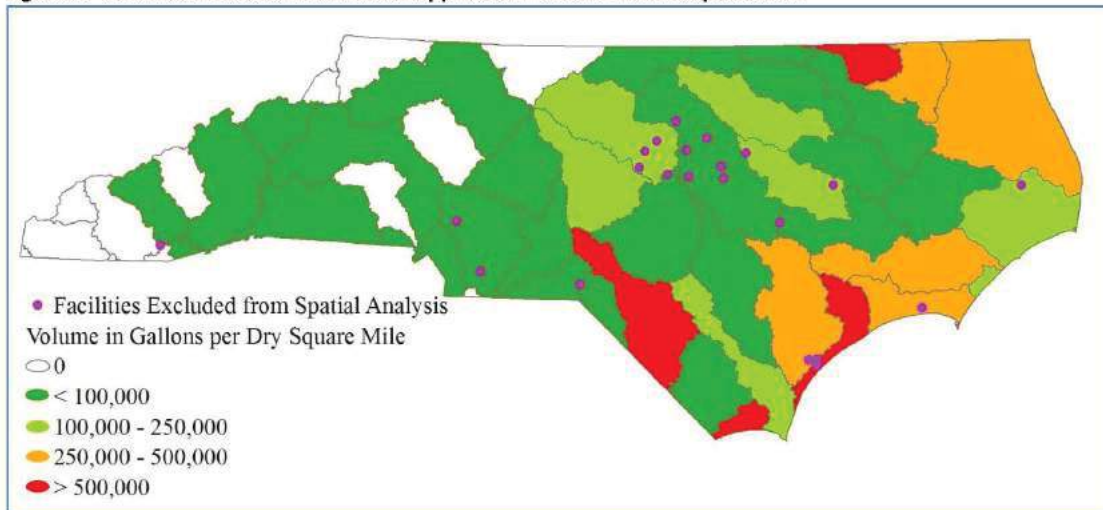 Facilities Excluded from Spatial Analysis
Volume in Gallons per Dry Square Mile
0
< 100,000
100,000 - 250,000
250,000 - 500,000
> 500,000